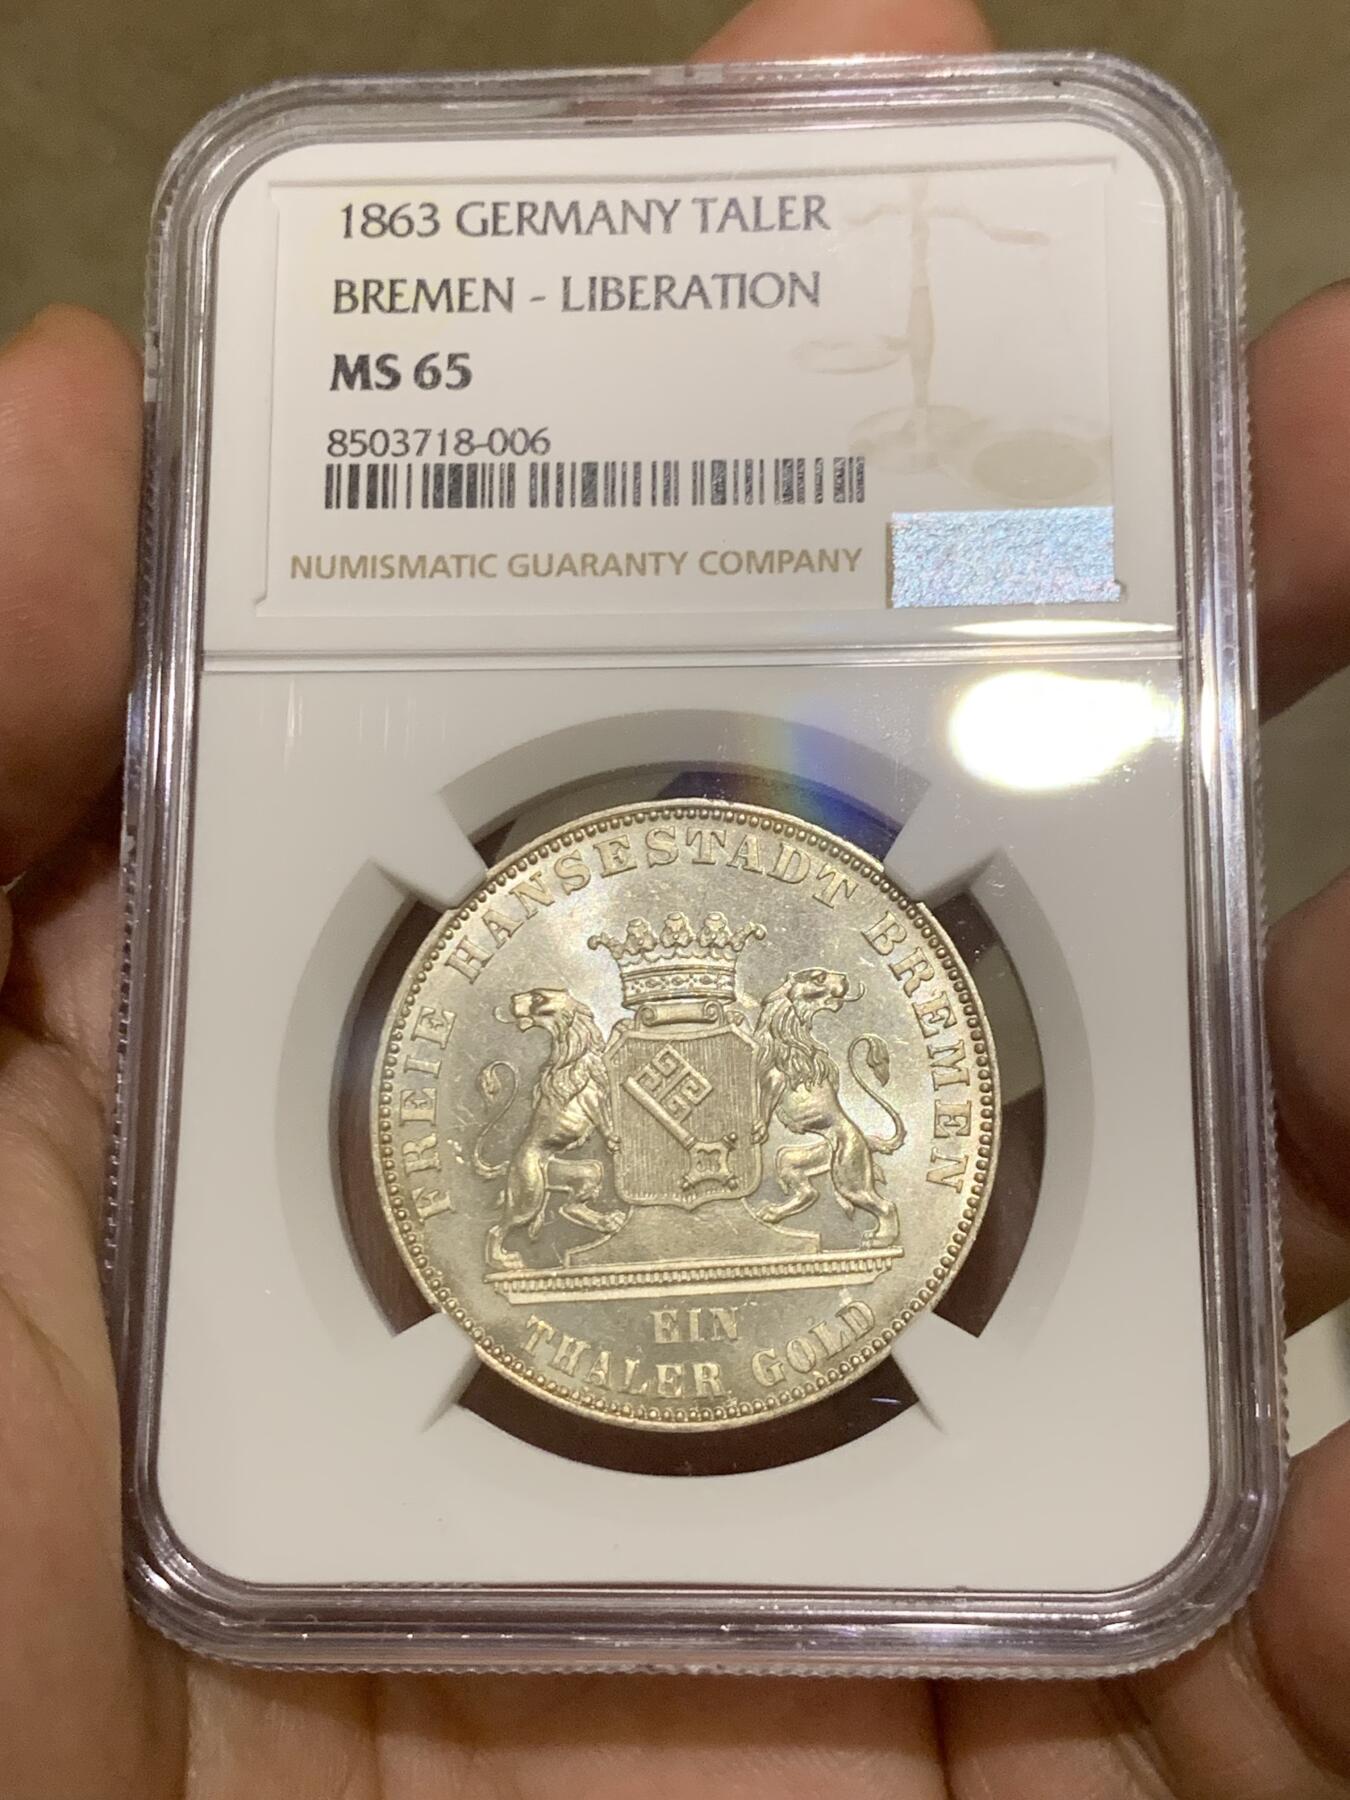 1863 GERMANY TALER
BREMEN - LIBERATION
MS 65
8503718-006
NUMISMATIC GUARANTY COMPANY
FREIE HANSESTADT BREMEN
EIN
THALER GOLD